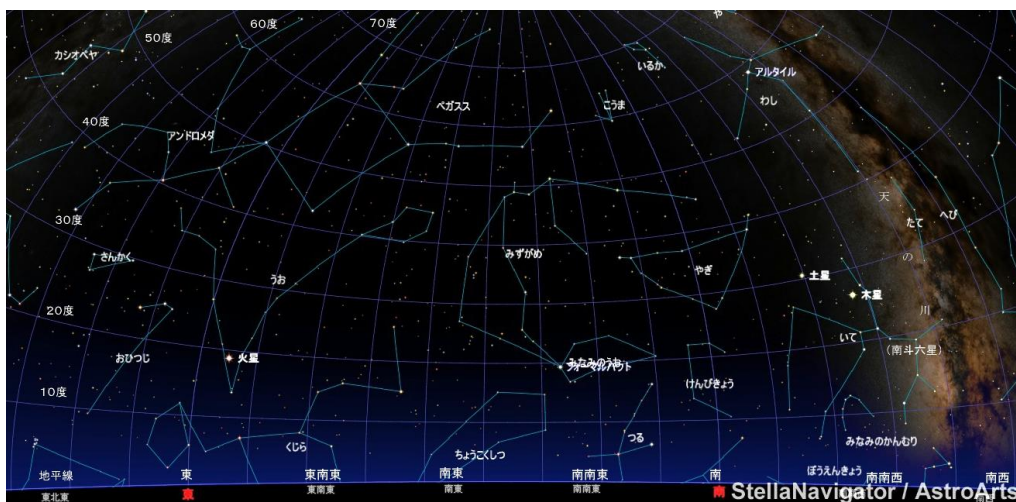 50度
60度
70度
カシオペヤ
いるか
アルタイル
わし
ペガスス
こうま
40度
アンドロメダ
30度
天
の
川
たて
へび
さんかく
うお
みずがめ
やぎ
土星
木星
20度
おひつじ
火星
みなみのうお
フォーマルハウト
いて
(南斗六星)
けんびきょう
10度
くじら
ちょうこくしつ
つる
みなみのかんむり
ぼうえんきょう
地平線
東
東南東
南東
南南東
南
南南西
南西
東北東
東
東南東
南東
南南東
南
StellaNavigator / AstroArts